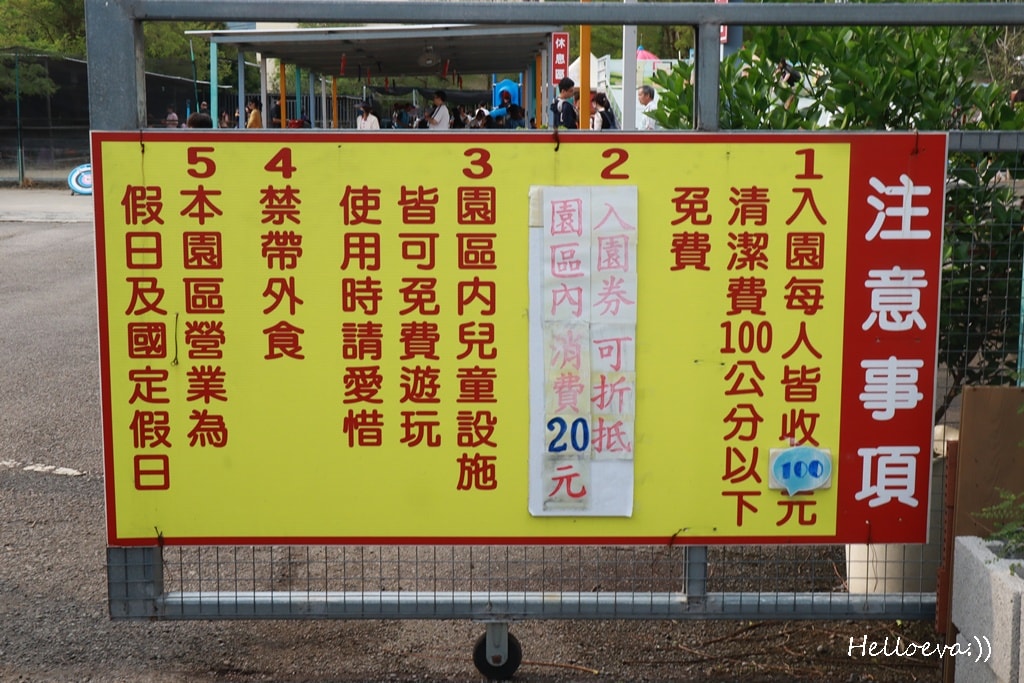 休息區
注意事項
1入園每人皆收100元
清潔費100公分以下
免費
2入園券可折抵
園區內消費20元
3園區內兒童設施
皆可免費遊玩
使用時請愛惜
4禁帶外食
5本園區營業為
假日及國定假日
Helloeva:))